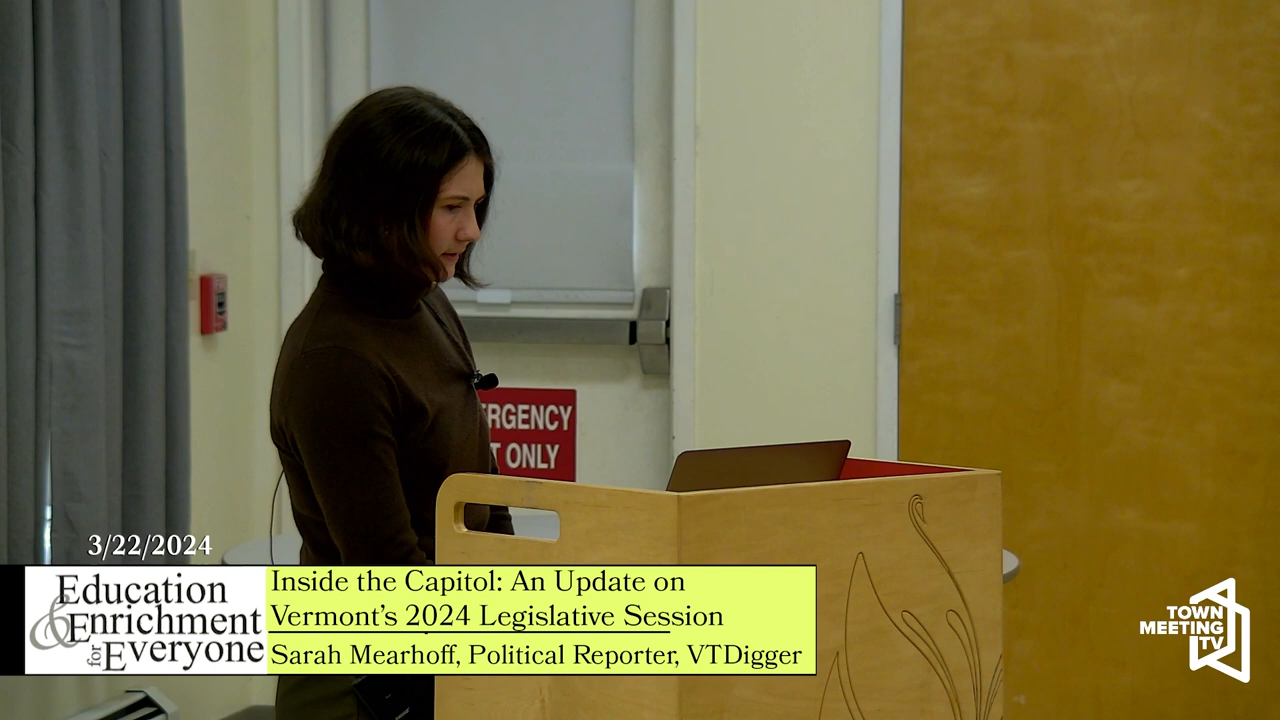 RGENCY
T ONLY
3/22/2024
Education
& Enrichment
for Everyone
Inside the Capitol: An Update on
Vermont's 2024 Legislative Session
Sarah Mearhoff, Political Reporter, VTDigger
TOWN
MEETING
TV